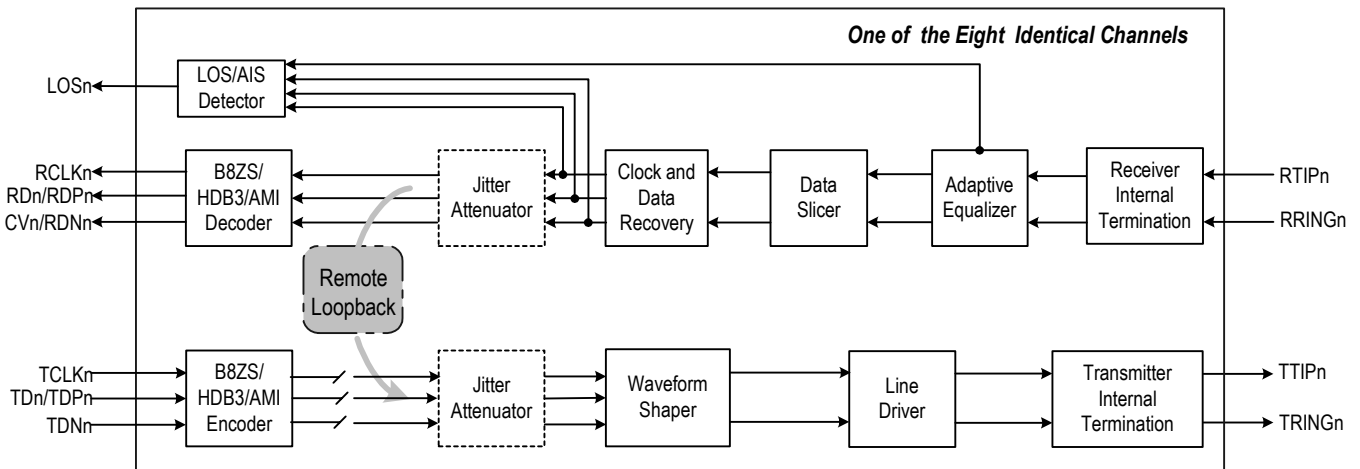 One of the Eight Identical Channels
LOSn
LOS/AIS
Detector
RCLKn
RDn/RDPn
CVn/RDNn
B8ZS/
HDB3/AMI
Decoder
Jitter
Attenuator
Clock and
Data
Recovery
Data
Slicer
Adaptive
Equalizer
Receiver
Internal
Termination
RTIPn
RRINGn
Remote
Loopback
TCLKn
TDn/TDPn
TDNn
B8ZS/
HDB3/AMI
Encoder
Jitter
Attenuator
Waveform
Shaper
Line
Driver
Transmitter
Internal
Termination
TTIPn
TRINGn